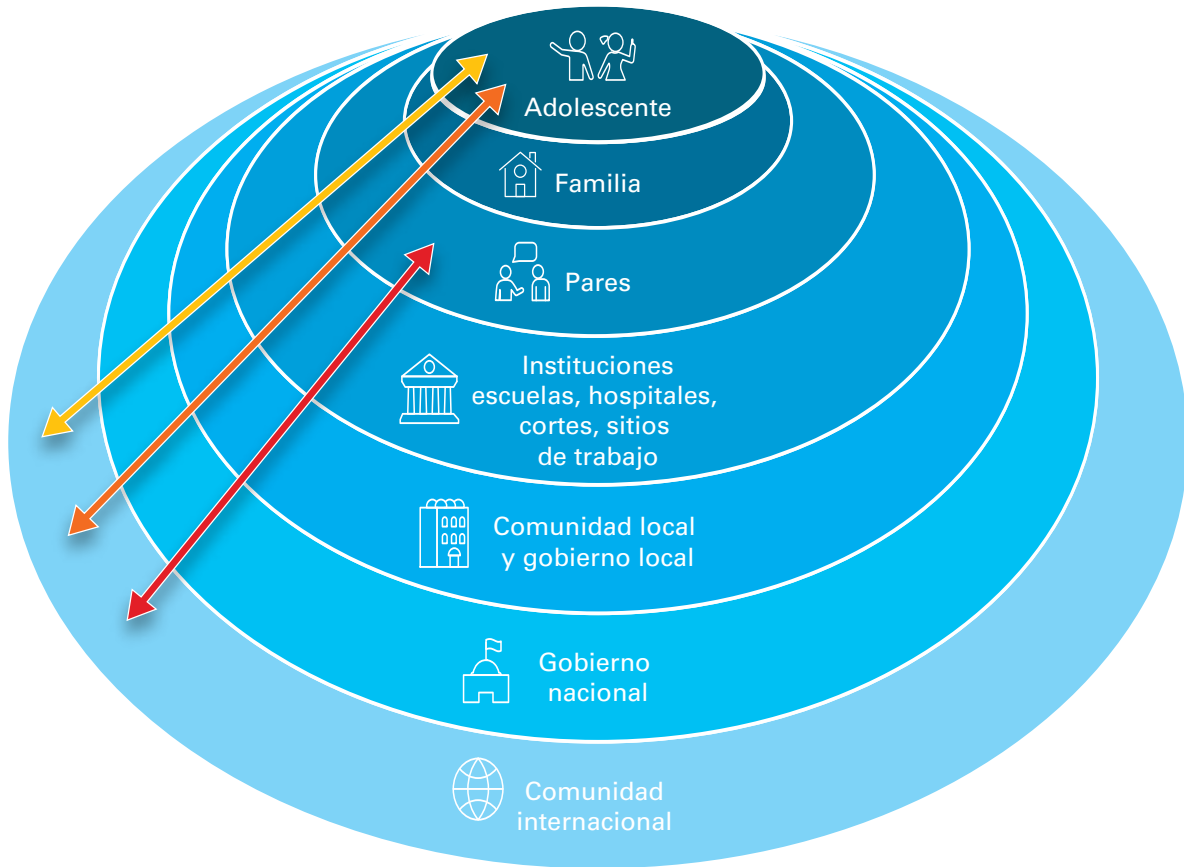 Adolescente
Familia
Pares
Instituciones
escuelas, hospitales,
cortes, sitios
de trabajo
Comunidad local
y gobierno local
Gobierno
nacional
Comunidad
internacional